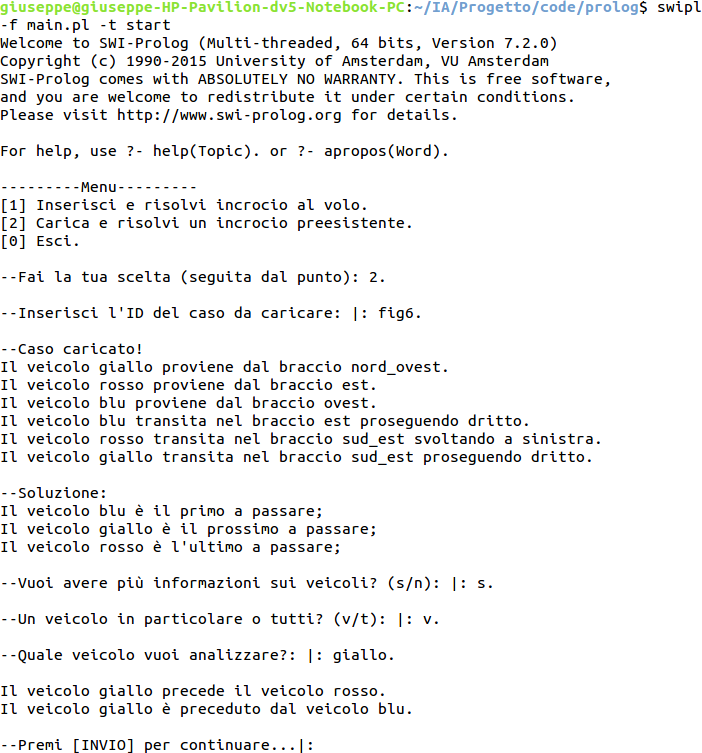 giuseppe@giuseppe-HP-Pavilion-dv5-Notebook-PC:~/IA/Progetto/code/prolog$ swipl
-f main.pl -t start
Welcome to SWI-Prolog (Multi-threaded, 64 bits, Version 7.2.0)
Copyright (c) 1990-2015 University of Amsterdam, VU Amsterdam
SWI-Prolog comes with ABSOLUTELY NO WARRANTY. This is free software,
and you are welcome to redistribute it under certain conditions.
Please visit http://www.swi-prolog.org for details.

For help, use ?- help(Topic). or ?- apropos(Word).

---------Menu---------
[1] Inserisci e risolvi incrocio al volo.
[2] Carica e risolvi un incrocio preesistente.
[0] Esci.

--Fai la tua scelta (seguita dal punto): 2.

--Inserisci l'ID del caso da caricare: |: fig6.

--Caso caricato!
Il veicolo giallo proviene dal braccio nord_ovest.
Il veicolo rosso proviene dal braccio est.
Il veicolo blu proviene dal braccio ovest.
Il veicolo blu transita nel braccio est proseguendo dritto.
Il veicolo rosso transita nel braccio sud_est svoltando a sinistra.
Il veicolo giallo transita nel braccio sud_est proseguendo dritto.

--Soluzione:
Il veicolo blu è il primo a passare;
Il veicolo giallo è il prossimo a passare;
Il veicolo rosso è l'ultimo a passare;

--Vuoi avere più informazioni sui veicoli? (s/n): |: s.

--Un veicolo in particolare o tutti? (v/t): |: v.

--Quale veicolo vuoi analizzare?: |: giallo.

Il veicolo giallo precede il veicolo rosso.
Il veicolo giallo è preceduto dal veicolo blu.

--Premi [INVIO] per continuare...|: